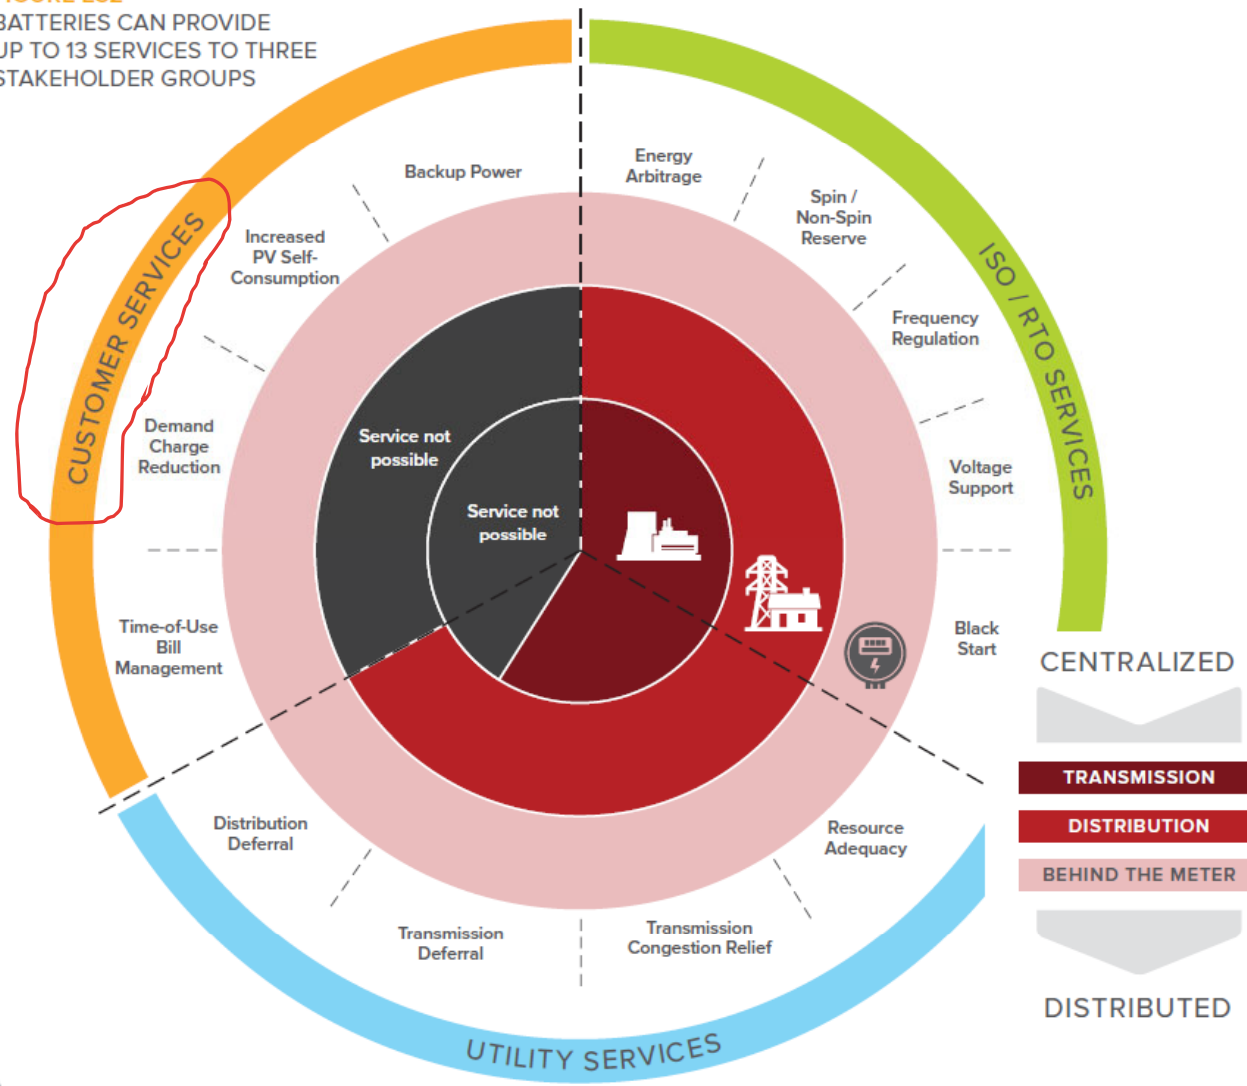 BATTERIES CAN PROVIDE
UP TO 13 SERVICES TO THREE
STAKEHOLDER GROUPS
CUSTOMER SERVICES
ISO / RTO SERVICES
UTILITY SERVICES
Backup Power
Increased
PV Self-
Consumption
Demand
Charge
Reduction
Time-of-Use
Bill
Management
Energy
Arbitrage
Spin /
Non-Spin
Reserve
Frequency
Regulation
Voltage
Support
Black
Start
Resource
Adequacy
Transmission
Congestion Relief
Transmission
Deferral
Distribution
Deferral
Service not
possible
Service not
possible
CENTRALIZED
TRANSMISSION
DISTRIBUTION
BEHIND THE METER
DISTRIBUTED